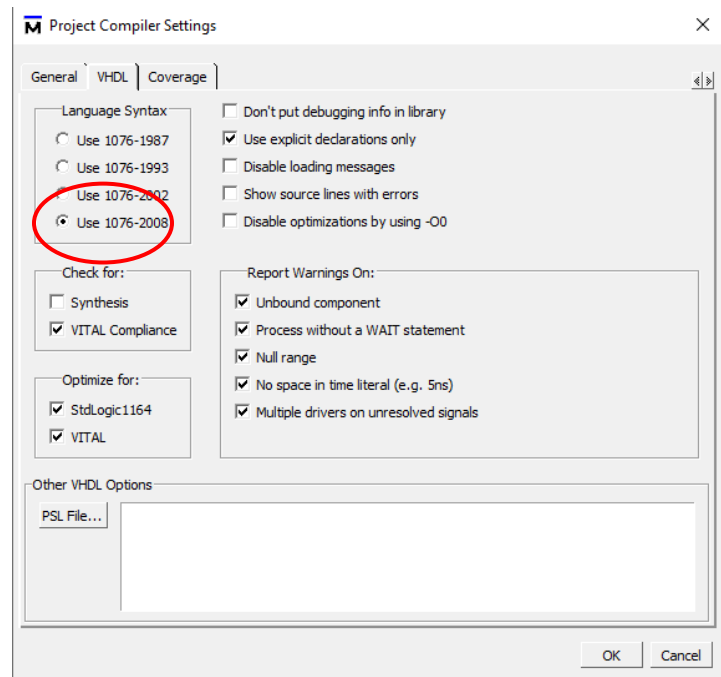 M Project Compiler Settings
General VHDL Coverage
Language Syntax
Use 1076-1987
Use 1076-1993
Use 1076-2002
Use 1076-2008
Don't put debugging info in library
Use explicit declarations only
Disable loading messages
Show source lines with errors
Disable optimizations by using -O0
Check for:
Synthesis
VITAL Compliance
Optimize for:
StdLogic1164
VITAL
Report Warnings On:
Unbound component
Process without a WAIT statement
Null range
No space in time literal (e.g. 5ns)
Multiple drivers on unresolved signals
Other VHDL Options
PSL File...
OK Cancel